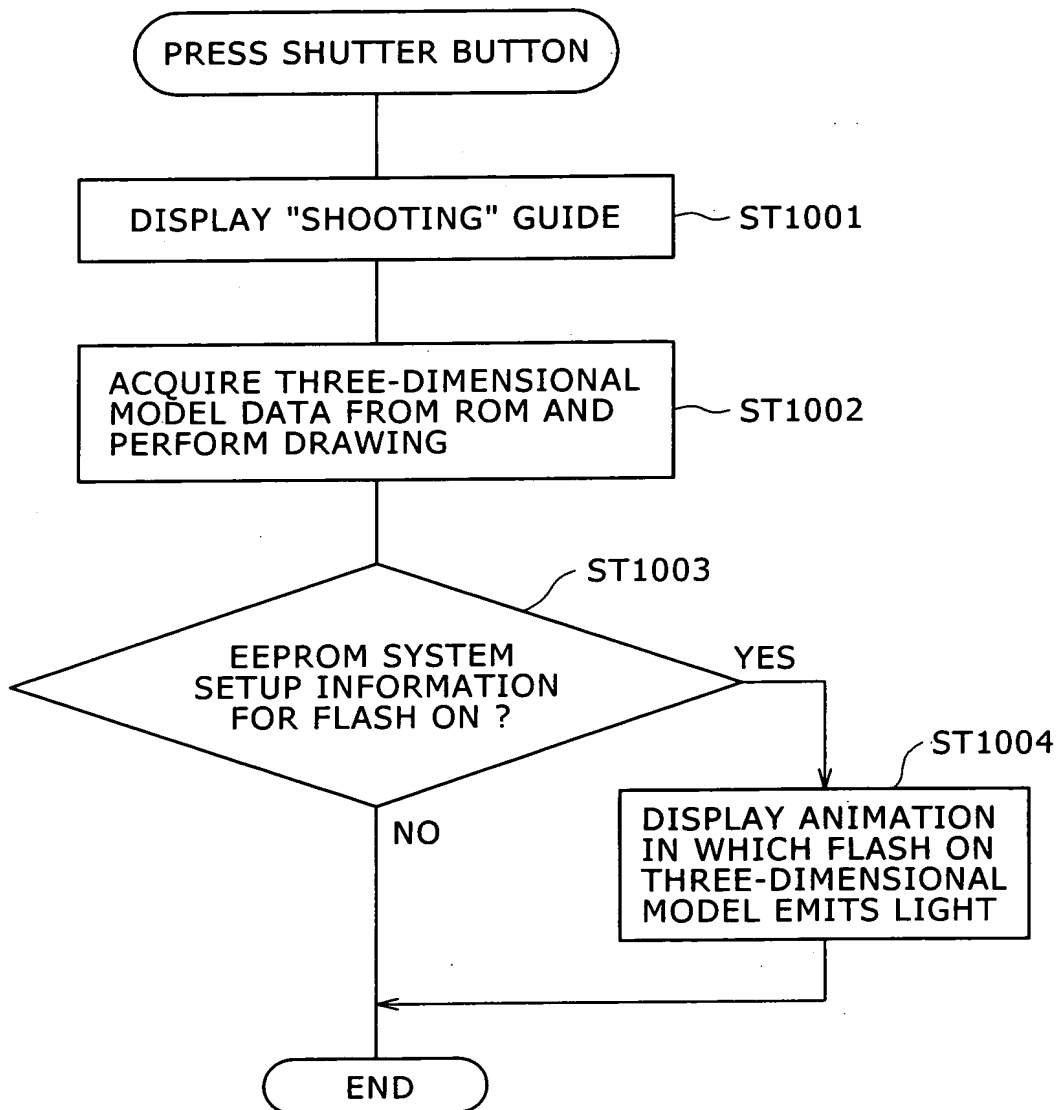 PRESS SHUTTER BUTTON
DISPLAY "SHOOTING" GUIDE
ST1001
ACQUIRE THREE-DIMENSIONAL
MODEL DATA FROM ROM AND
PERFORM DRAWING
ST1002
ST1003
EEPROM SYSTEM
SETUP INFORMATION
FOR FLASH ON ?
YES
NO
ST1004
DISPLAY ANIMATION
IN WHICH FLASH ON
THREE-DIMENSIONAL
MODEL EMITS LIGHT
END